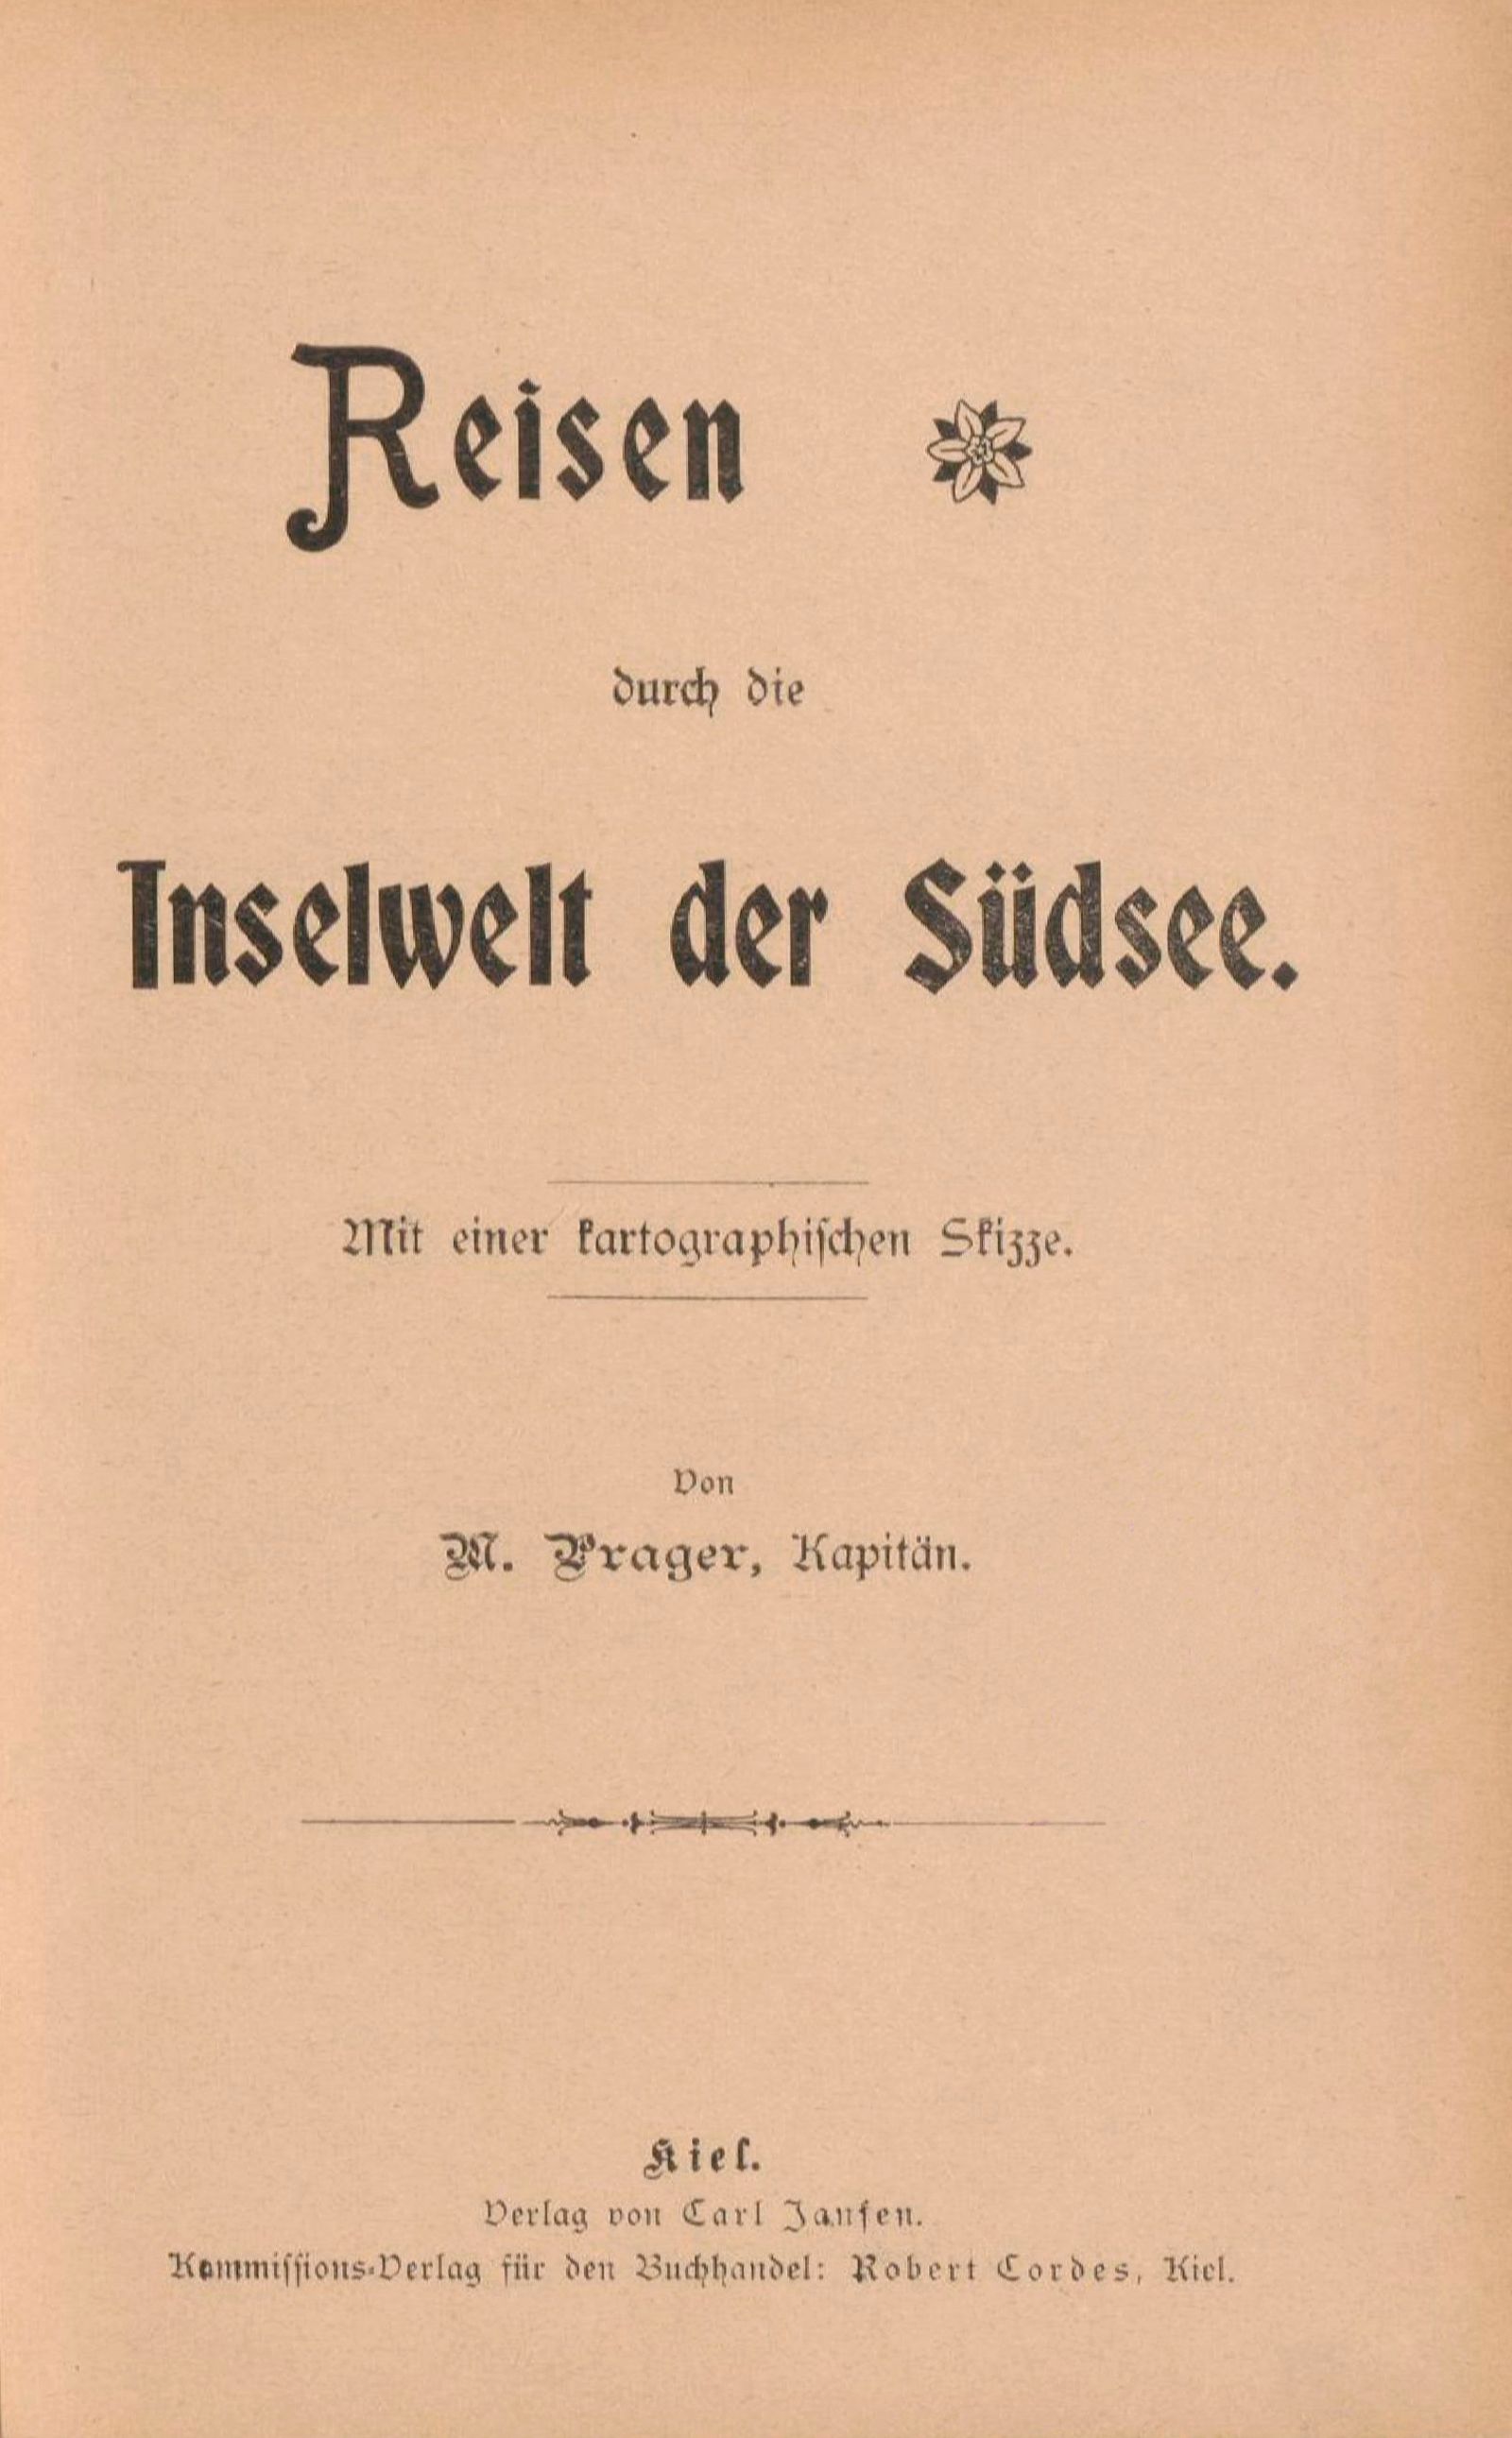 Reisen
durch die
Inselwelt der Südsee.
Mit einer kartographischen Skizze.
Von
M. Prager, Kapitän.
Kiel.
Verlag von Carl Jansen.
Kommissions-Verlag für den Buchhandel: Robert Cordes, Kiel.